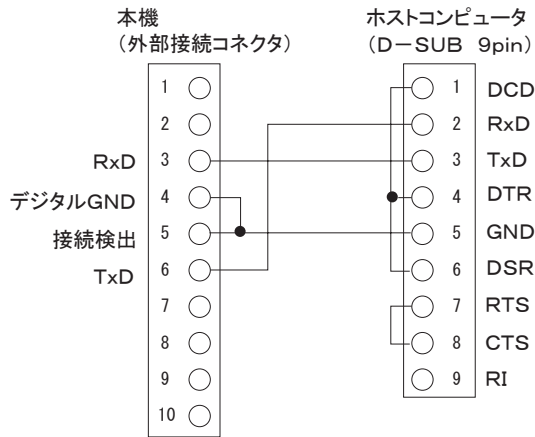 本機
(外部接続コネクタ)
1
2
RxD 3
デジタルGND 4
接続検出 5
TxD 6
7
8
9
10
ホストコンピュータ
(D－SUB 9pin)
1 DCD
2 RxD
3 TxD
4 DTR
5 GND
6 DSR
7 RTS
8 CTS
9 RI